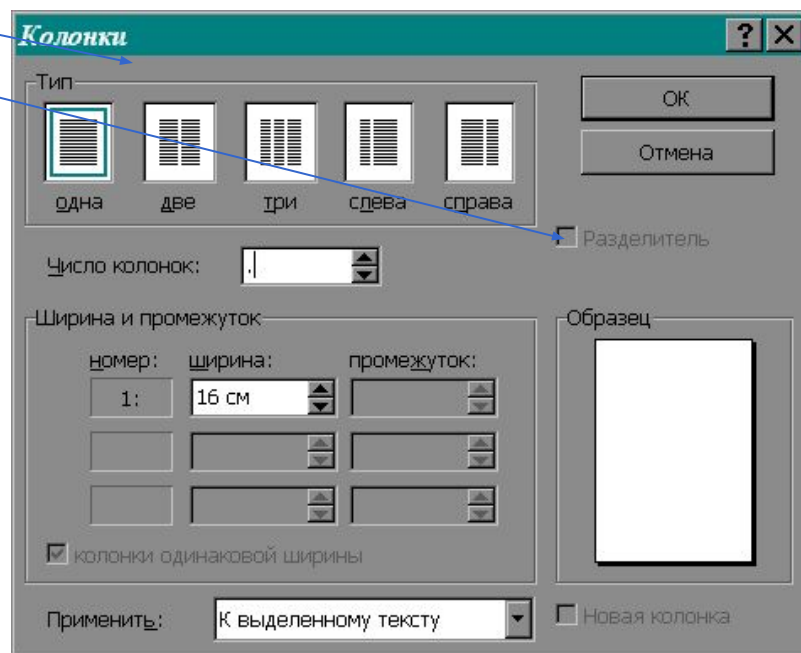 Колонки
Тип
ОК
Отмена
одна две три слева справа
Разделитель
Число колонок: .
Ширина и промежуток
Образец
номер: ширина: промежуток:
1: 16 см
колонки одинаковой ширины
Применить: К выделенному тексту
Новая колонка